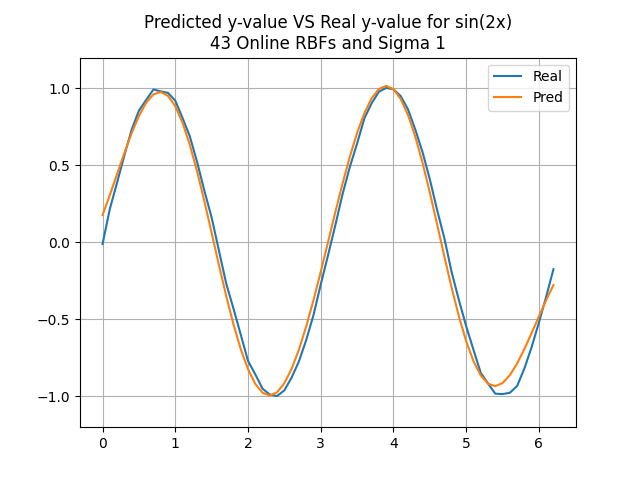 Predicted y-value VS Real y-value for sin(2x)
43 Online RBFs and Sigma 1
Real
Pred
1.0
0.5
0.0
−0.5
−1.0
0 1 2 3 4 5 6